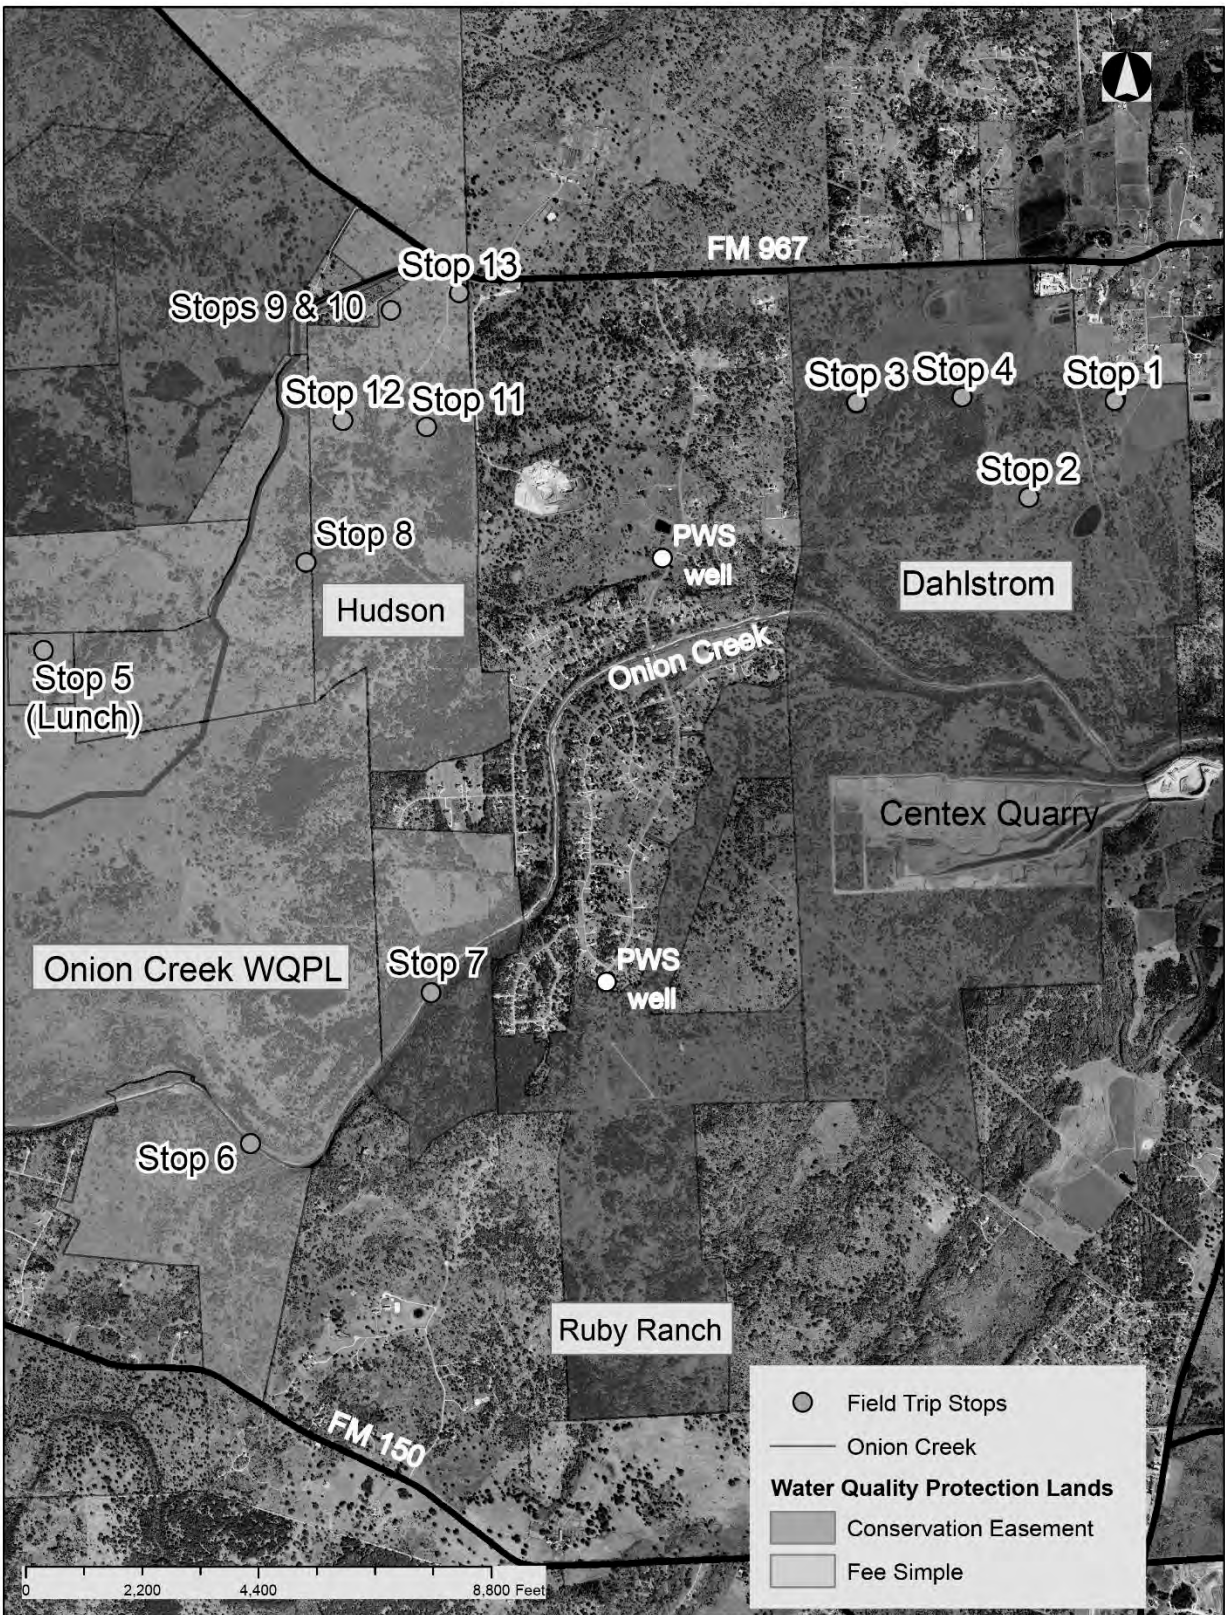 FM 967
Stop 13
Stops 9 & 10
Stop 12
Stop 11
Stop 3
Stop 4
Stop 1
Stop 2
Stop 8
PWS
well
Hudson
Dahlstrom
Onion Creek
Stop 5
(Lunch)
Centex Quarry
Onion Creek WQPL
Stop 7
PWS
well
Stop 6
Ruby Ranch
FM 150
Field Trip Stops
Onion Creek
Water Quality Protection Lands
Conservation Easement
Fee Simple
0 2,200 4,400 8,800 Feet